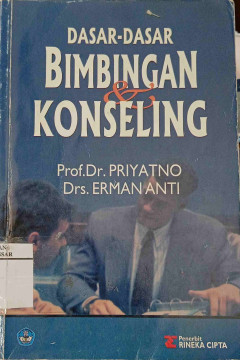 DASAR-DASAR
BIMBINGAN
&
KONSELING
Prof.Dr. PRIYATNO
Drs. ERMAN ANTI
Penerbit
RINEKA CIPTA